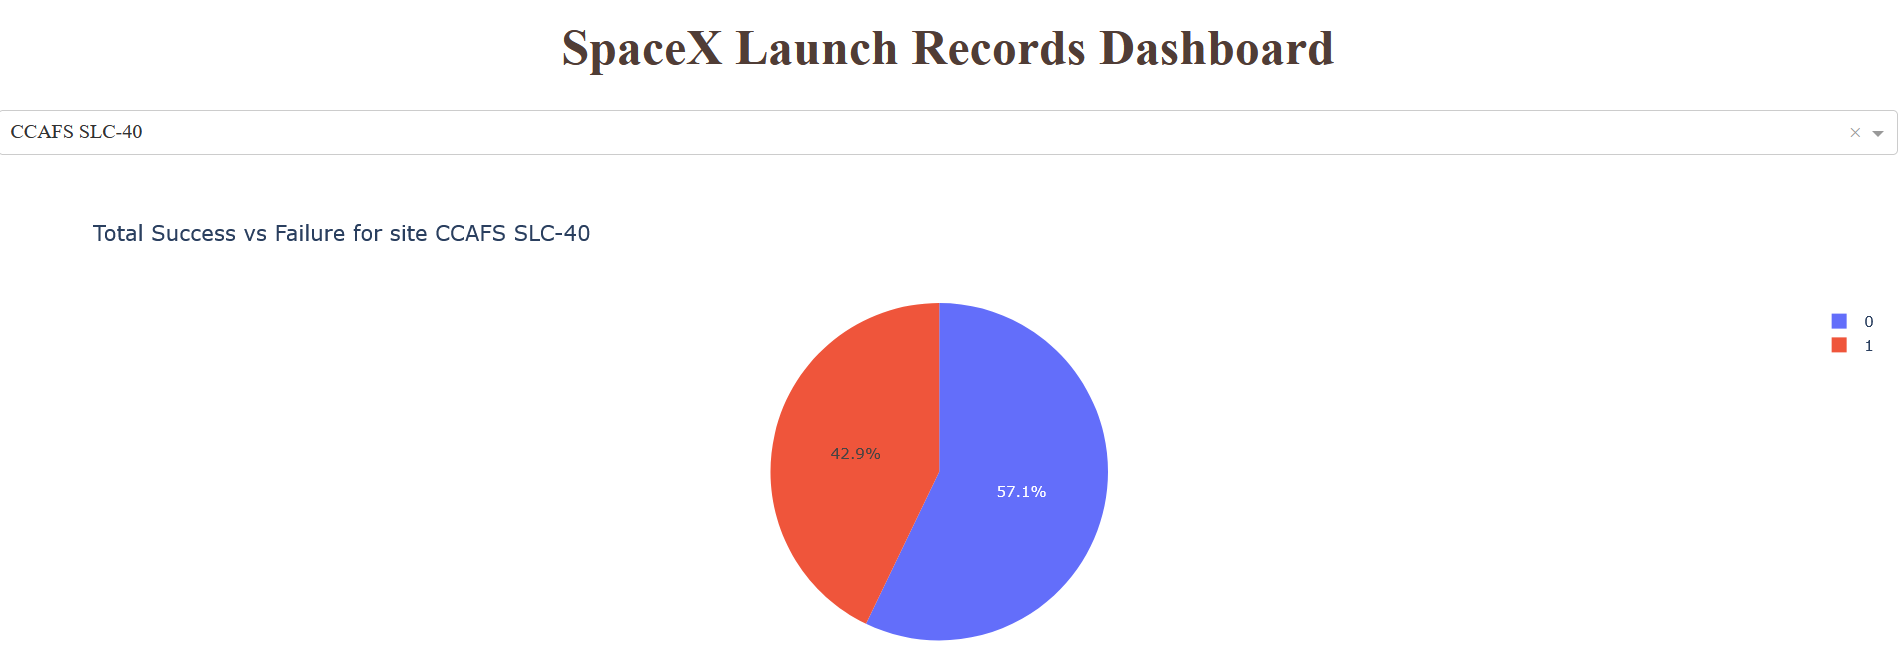 SpaceX Launch Records Dashboard
CCAFS SLC-40
×
Total Success vs Failure for site CCAFS SLC-40
0
1
42.9%
57.1%